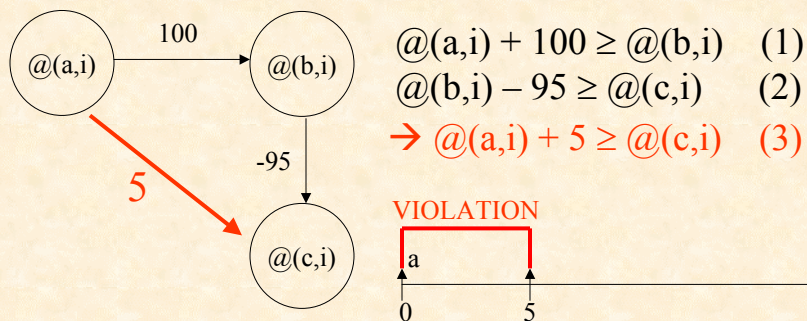 @(a,i)
100
@(b,i)
-95
5
@(c,i)
@(a,i) + 100 ≥ @(b,i) (1)
@(b,i) – 95 ≥ @(c,i) (2)
→ @(a,i) + 5 ≥ @(c,i) (3)
VIOLATION
a
0 5